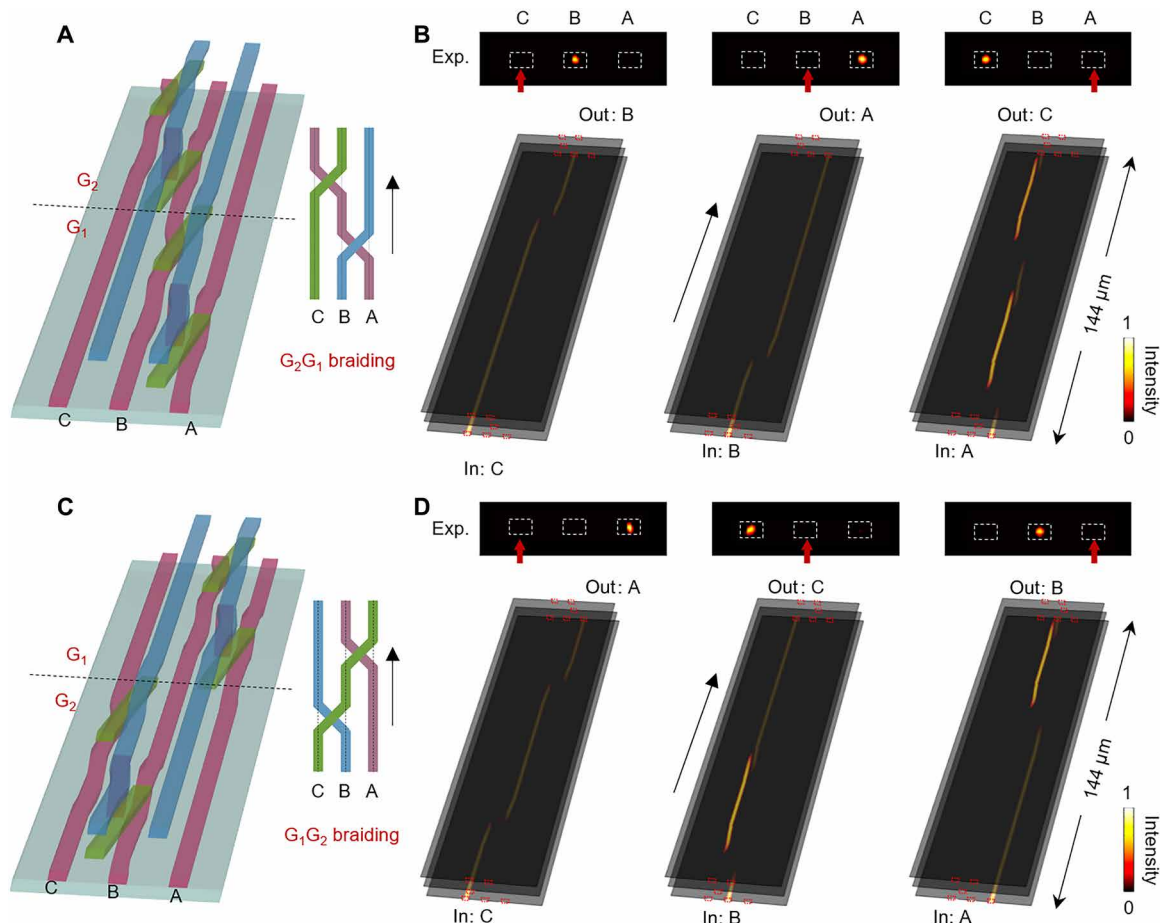 A
G₂
G₁
C B A
C B A
G₂G₁ braiding
B
C B A
Exp.
Out: B
Out: A
Out: C
In: C
In: B
In: A
144 µm
1
Intensity
0
C
G₁
G₂
C B A
C B A
G₁G₂ braiding
D
Exp.
Out: A
Out: C
Out: B
In: C
In: B
In: A
144 µm
1
Intensity
0